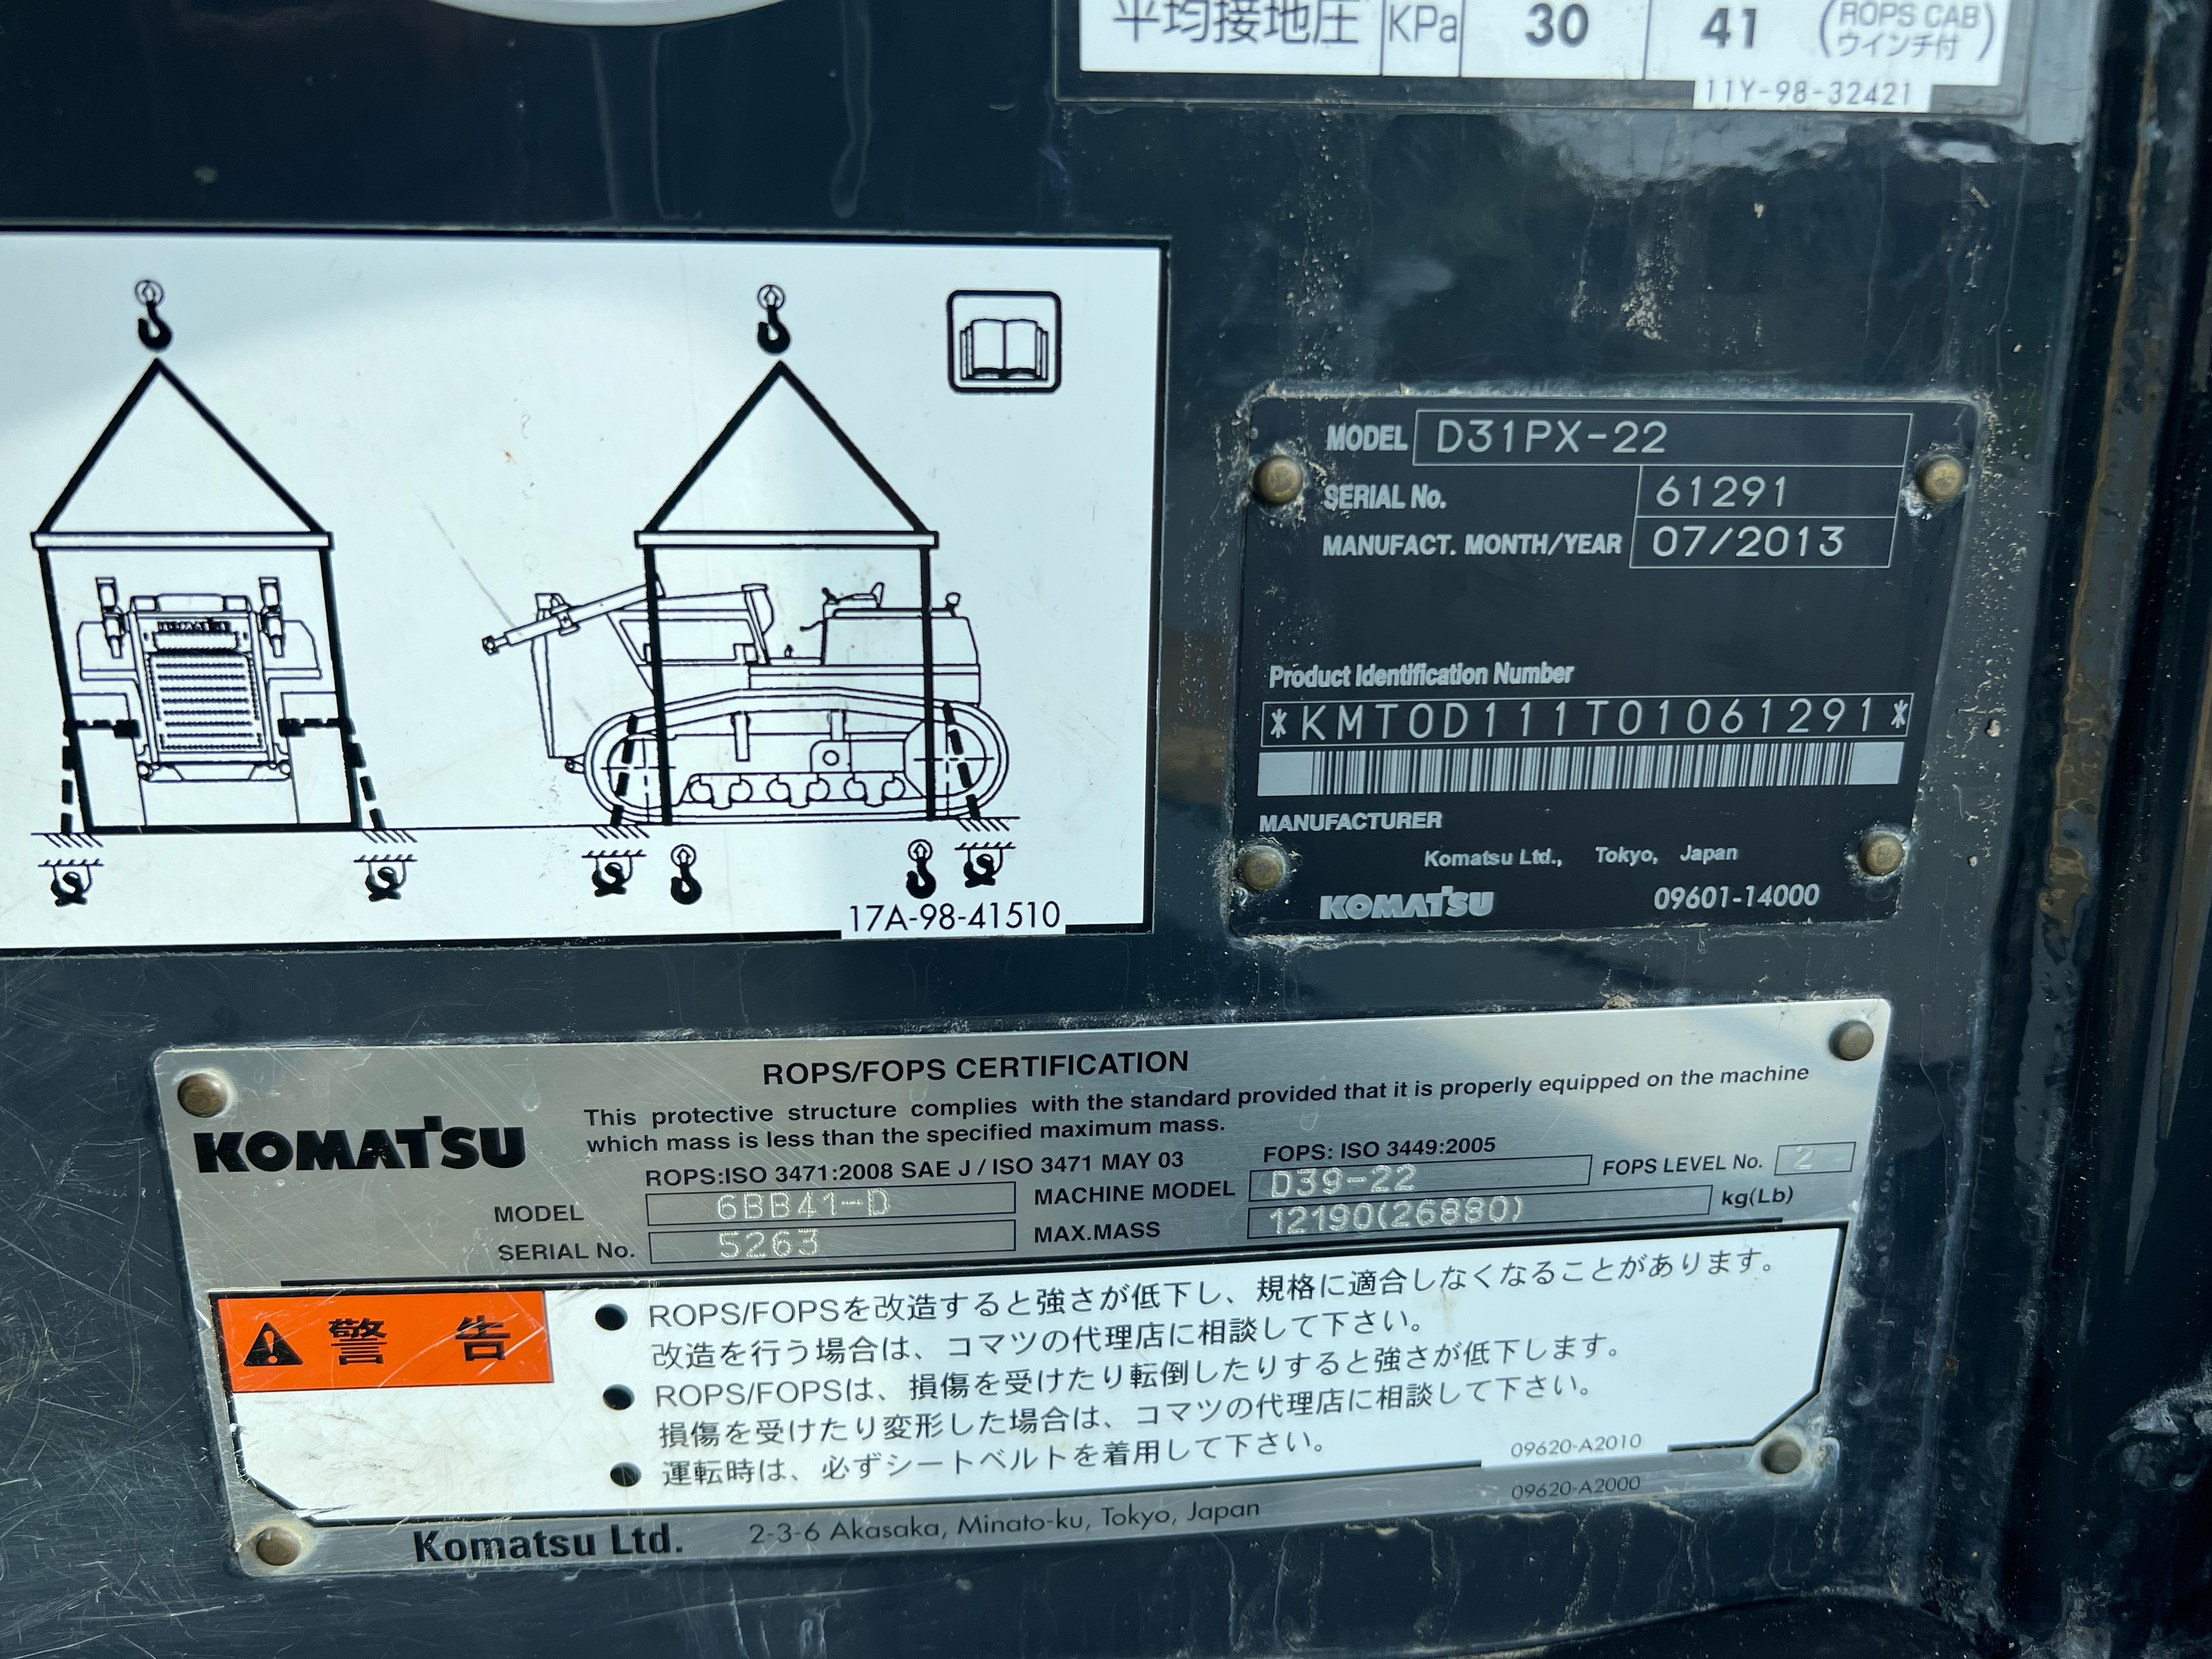 平均接地圧 KPa 30 41 (ROPS CAB ウインチ付)
11Y-98-32421
KOMATSU
17A-98-41510
MODEL D31PX-22
SERIAL No. 61291
MANUFACT. MONTH/YEAR 07/2013
Product Identification Number
*KMT0D111T01061291*
MANUFACTURER
Komatsu Ltd., Tokyo, Japan
KOMATSU 09601-14000
ROPS/FOPS CERTIFICATION
This protective structure complies with the standard provided that it is properly equipped on the machine
which mass is less than the specified maximum mass.
KOMATSU
ROPS:ISO 3471:2008 SAE J / ISO 3471 MAY 03 FOPS: ISO 3449:2005
MODEL 6BB41-D MACHINE MODEL D39-22 FOPS LEVEL No. 2
SERIAL No. 5263 MAX.MASS 12190(26880) kg(Lb)
警告
● ROPS/FOPSを改造すると強さが低下し、規格に適合しなくなることがあります。
改造を行う場合は、コマツの代理店に相談して下さい。
● ROPS/FOPSは、損傷を受けたり転倒したりすると強さが低下します。
損傷を受けたり変形した場合は、コマツの代理店に相談して下さい。
● 運転時は、必ずシートベルトを着用して下さい。
09620-A2010
09620-A2000
Komatsu Ltd. 2-3-6 Akasaka, Minato-ku, Tokyo, Japan